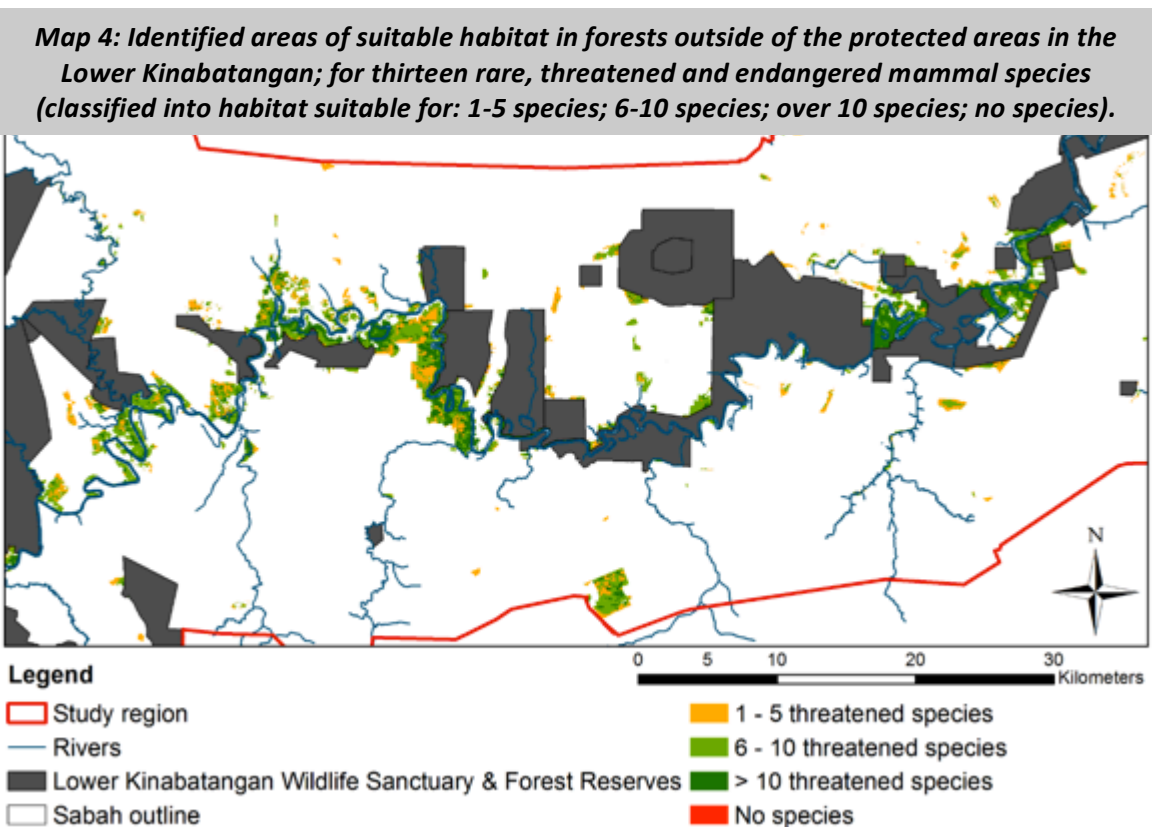 Map 4: Identified areas of suitable habitat in forests outside of the protected areas in the
Lower Kinabatangan; for thirteen rare, threatened and endangered mammal species
(classified into habitat suitable for: 1-5 species; 6-10 species; over 10 species; no species).
N
0 5 10 20 30
Kilometers
Legend
Study region
Rivers
Lower Kinabatangan Wildlife Sanctuary & Forest Reserves
Sabah outline
1 - 5 threatened species
6 - 10 threatened species
> 10 threatened species
No species